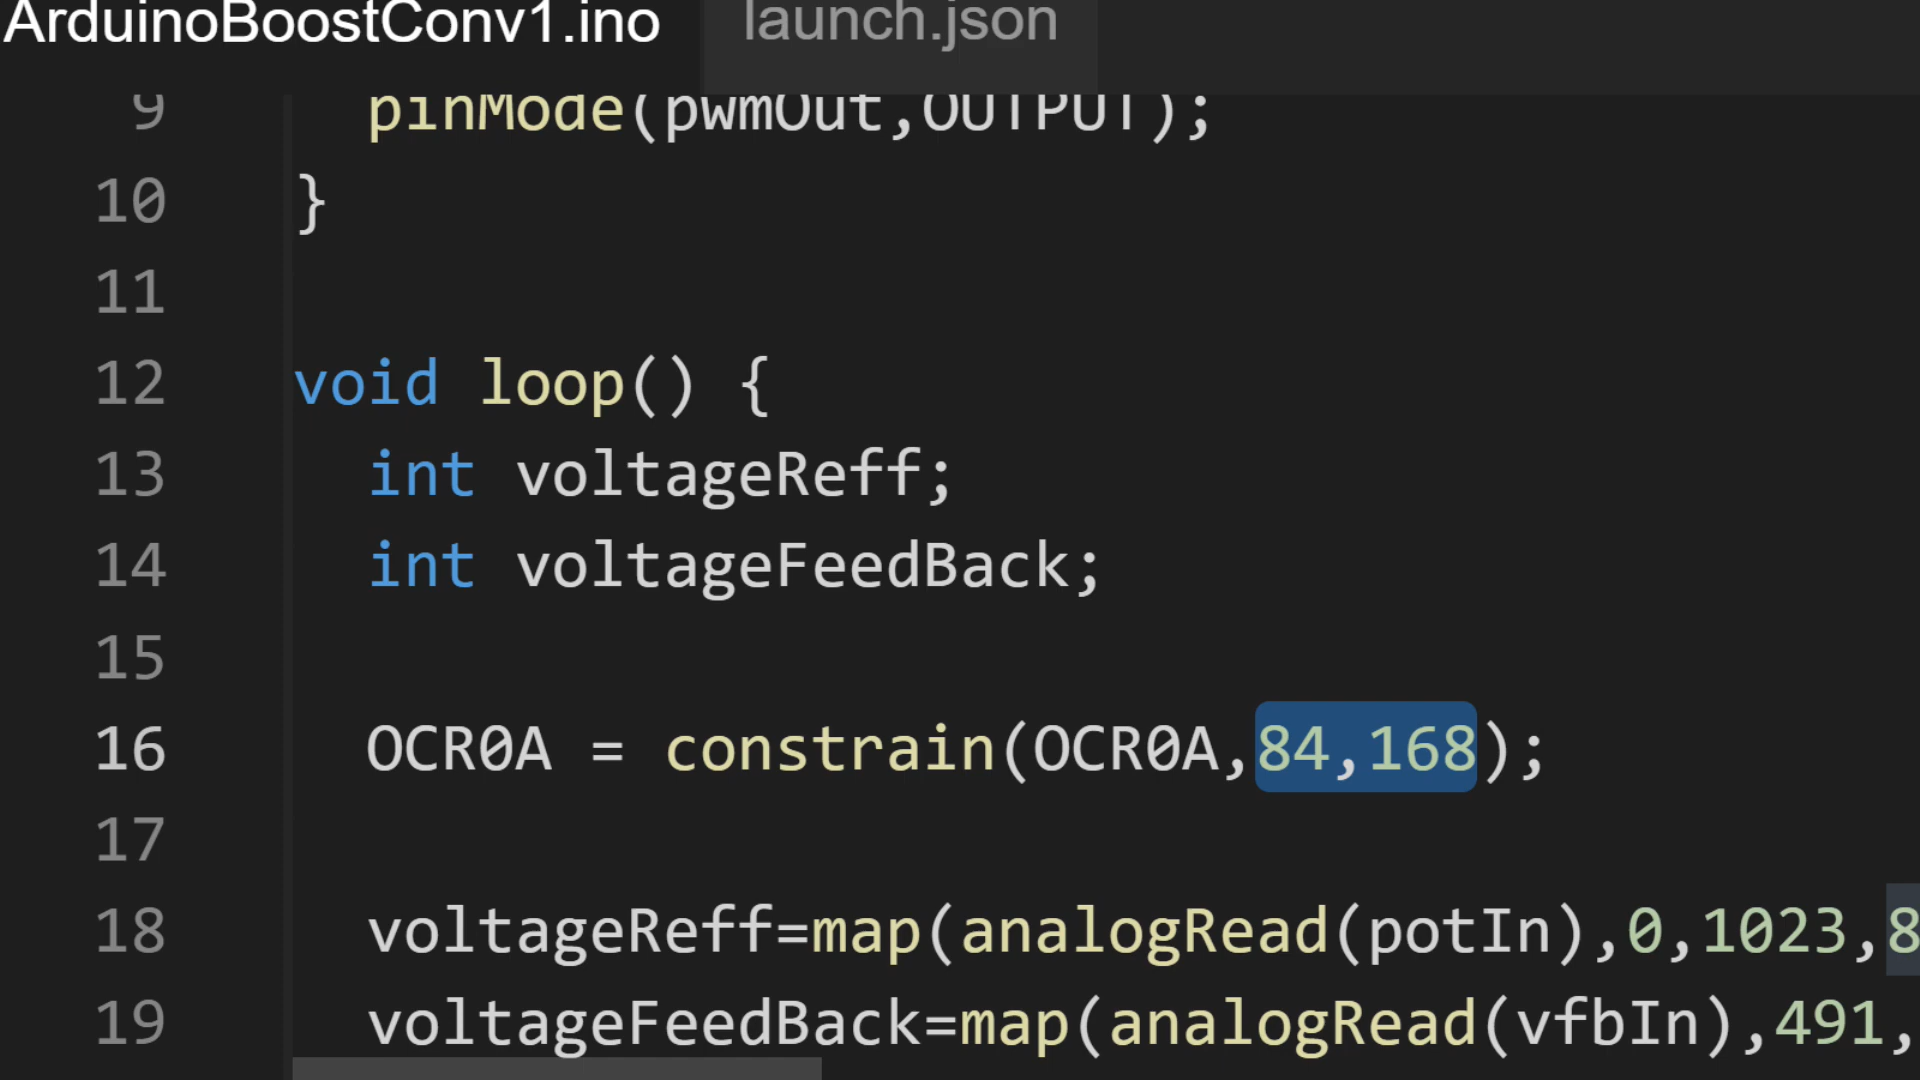 ArduinoBoostConv1.ino launch.json
9 pinMode(pwmOut,OUTPUT);
10 }
11
12 void loop() {
13 int voltageReff;
14 int voltageFeedBack;
15
16 OCR0A = constrain(OCR0A,84,168);
17
18 voltageReff=map(analogRead(potIn),0,1023,8
19 voltageFeedBack=map(analogRead(vfbIn),491,